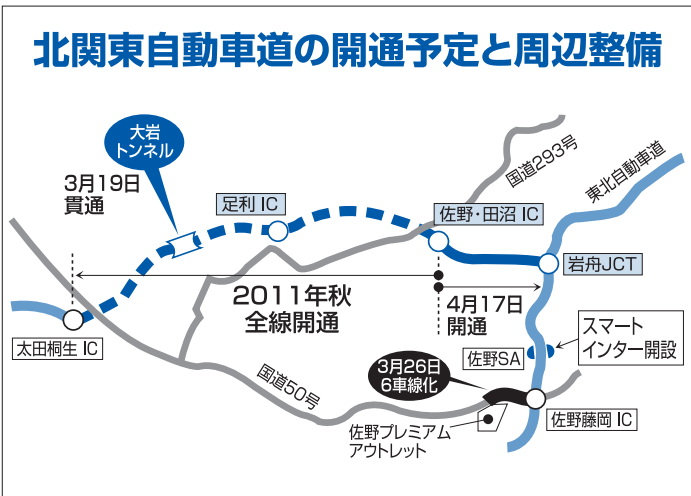 北関東自動車道の開通予定と周辺整備
大岩
トンネル
3月19日
貫通
足利 IC
国道293号
東北自動車道
佐野・田沼 IC
岩舟JCT
2011年秋
全線開通
4月17日
開通
太田桐生 IC
スマート
インター開設
佐野SA
3月26日
6車線化
国道50号
佐野プレミアム
アウトレット
佐野藤岡 IC